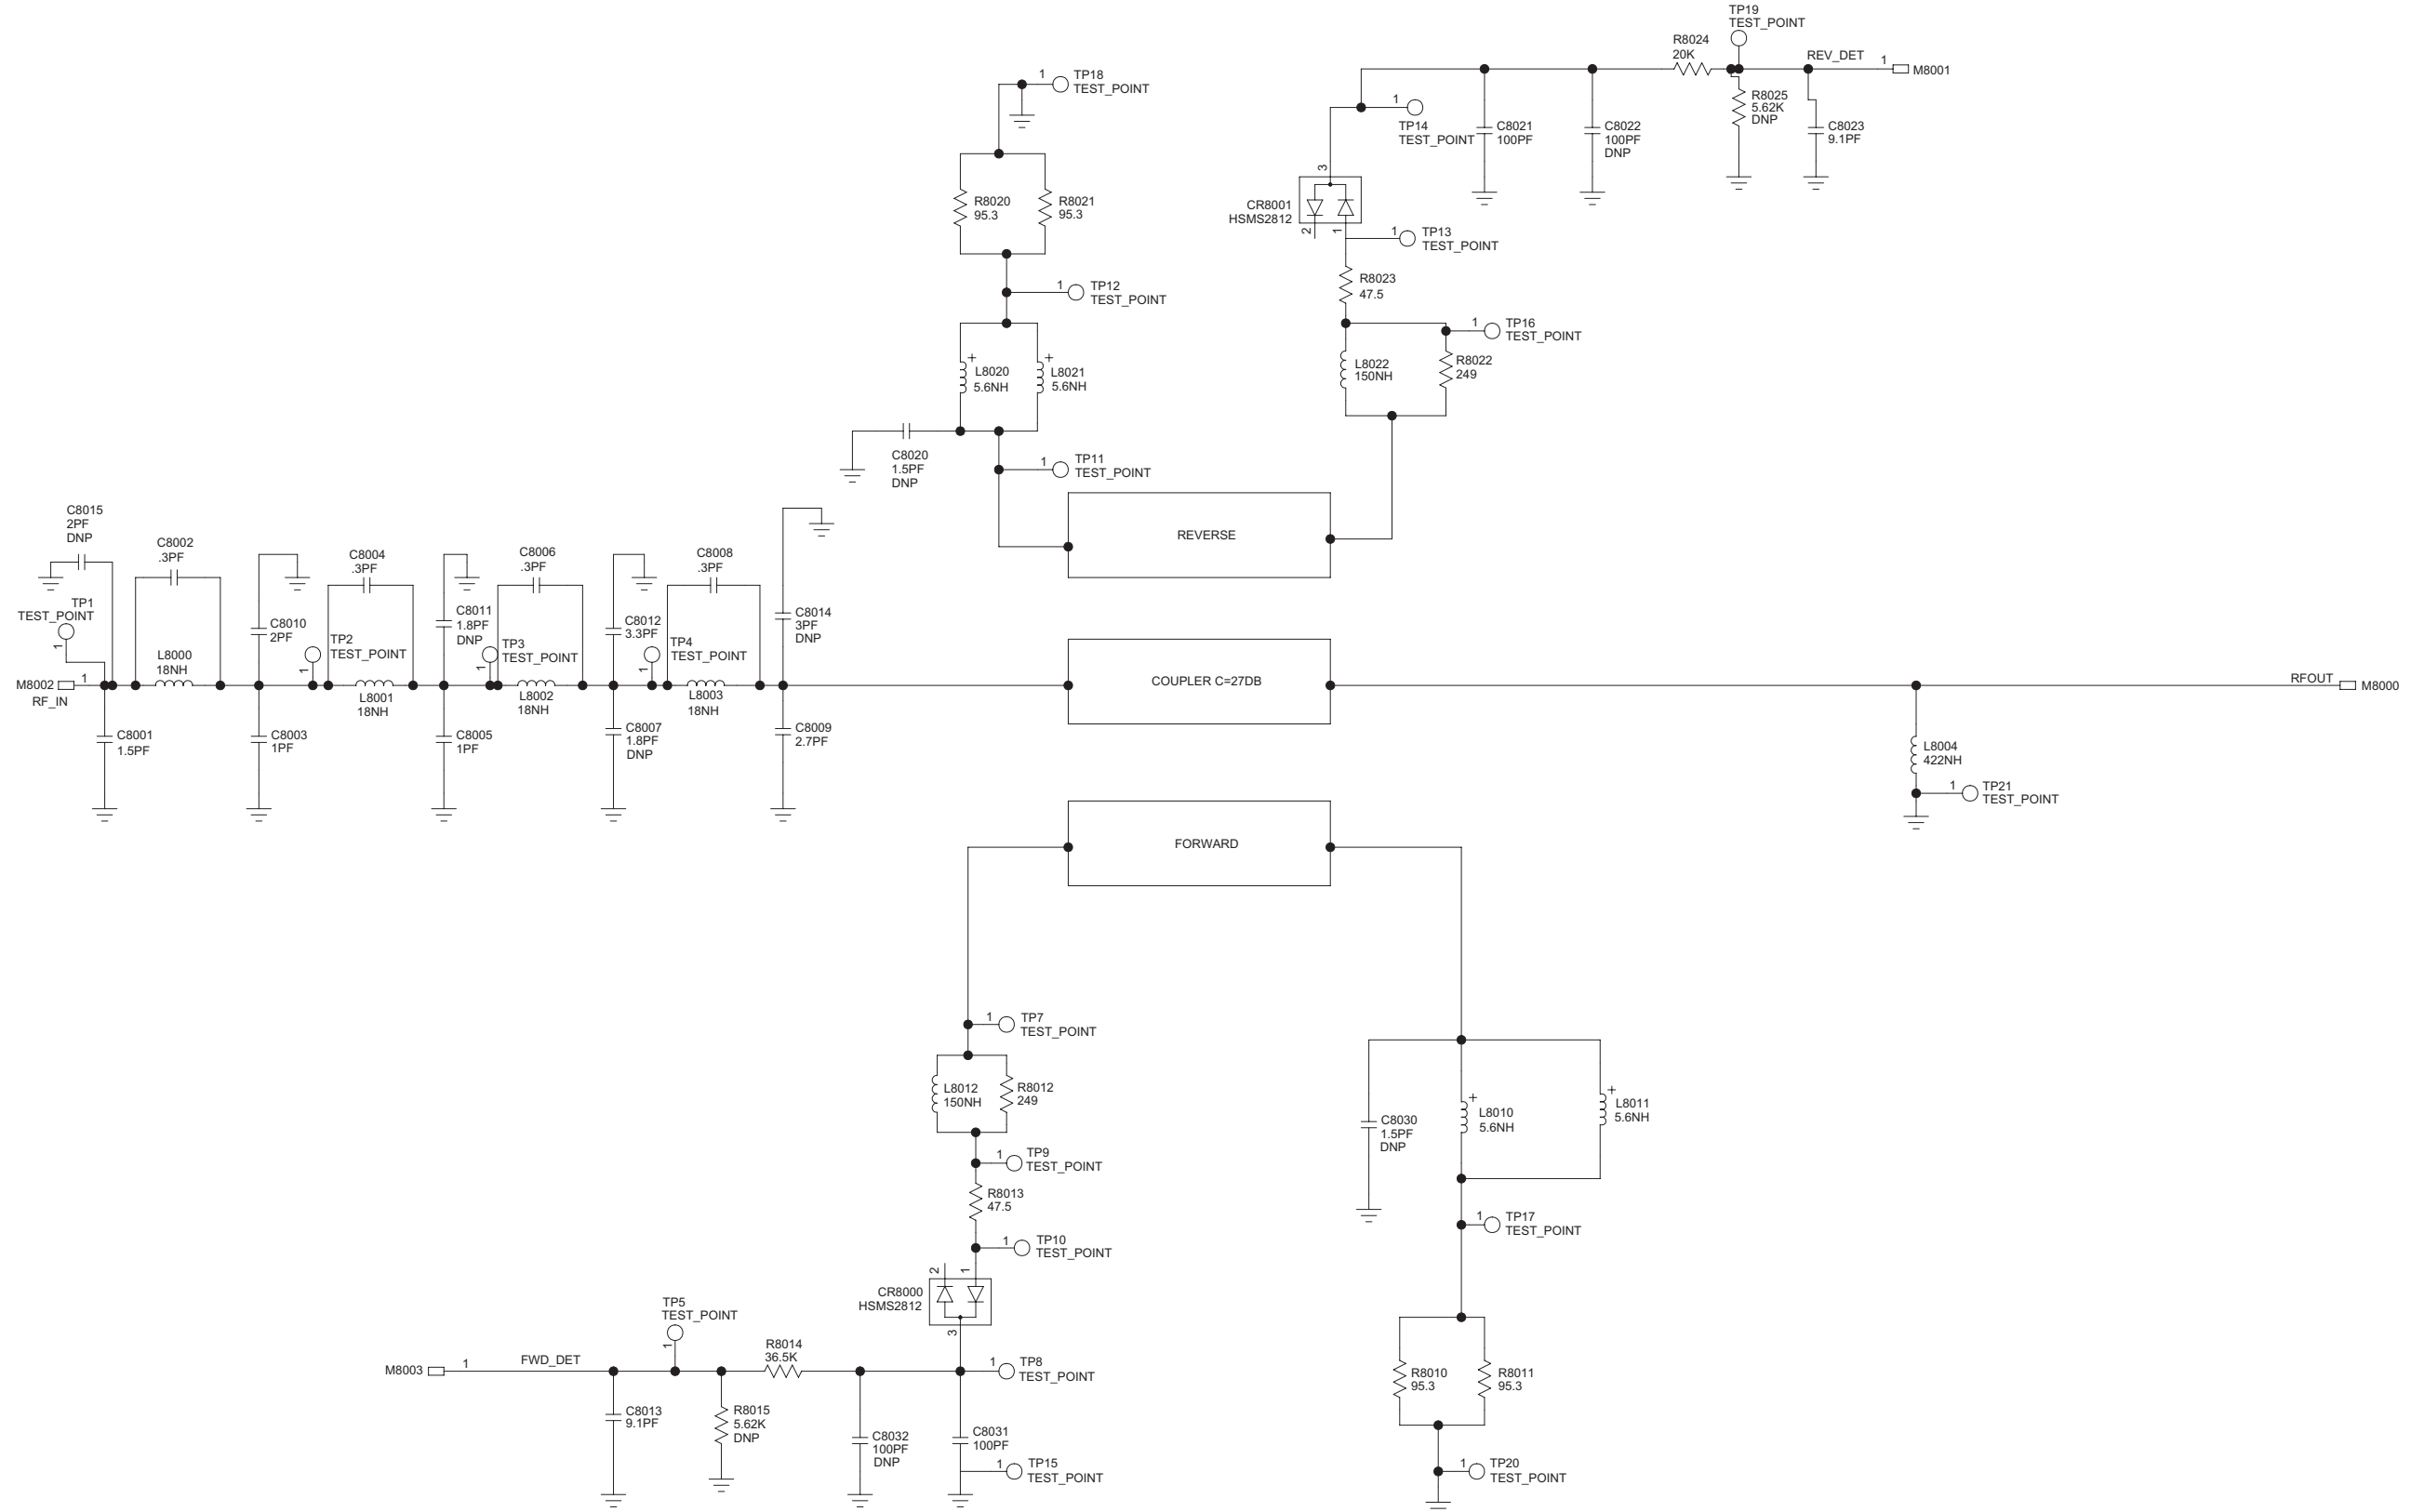 TP19
TEST_POINT
R8024
20K
REV_DET
1
M8001
1
TP18
TEST_POINT
R8025
5.62K
DNP
1
TP14
TEST_POINT
C8021
100PF
C8022
100PF
DNP
C8023
9.1PF
3
R8020
95.3
R8021
95.3
CR8001
HSMS2812
2
1
1
TP13
TEST_POINT
R8023
47.5
1
TP12
TEST_POINT
1
TP16
TEST_POINT
+
L8020
5.6NH
+
L8021
5.6NH
L8022
150NH
R8022
249
C8020
1.5PF
DNP
1
TP11
TEST_POINT
REVERSE
C8015
2PF
DNP
C8002
.3PF
C8004
.3PF
C8006
.3PF
C8008
.3PF
TP1
TEST_POINT
1
C8010
2PF
C8011
1.8PF
DNP
C8012
3.3PF
C8014
3PF
DNP
TP2
TEST_POINT
1
TP3
TEST_POINT
1
TP4
TEST_POINT
1
L8000
18NH
M8002
1
RF_IN
L8001
18NH
L8002
18NH
L8003
18NH
COUPLER C=27DB
RFOUT
M8000
C8001
1.5PF
C8003
1PF
C8005
1PF
C8007
1.8PF
DNP
C8009
2.7PF
L8004
422NH
1
TP21
TEST_POINT
FORWARD
1
TP7
TEST_POINT
L8012
150NH
R8012
249
C8030
1.5PF
DNP
+
L8010
5.6NH
+
L8011
5.6NH
1
TP9
TEST_POINT
R8013
47.5
1
TP17
TEST_POINT
1
TP10
TEST_POINT
2
1
CR8000
HSMS2812
3
TP5
TEST_POINT
1
R8014
36.5K
M8003
1
FWD_DET
1
TP8
TEST_POINT
R8010
95.3
R8011
95.3
C8013
9.1PF
R8015
5.62K
DNP
C8032
100PF
DNP
C8031
100PF
1
TP15
TEST_POINT
1
TP20
TEST_POINT